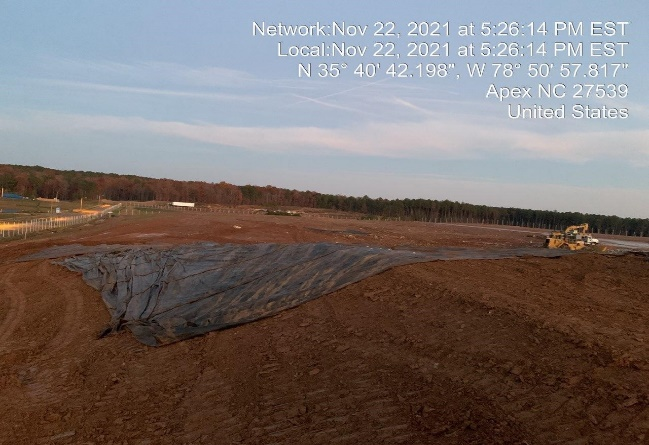 Network:Nov 22, 2021 at 5:26:14 PM EST
Local:Nov 22, 2021 at 5:26:14 PM EST
N 35° 40' 42.198", W 78° 50' 57.817"
Apex NC 27539
United States